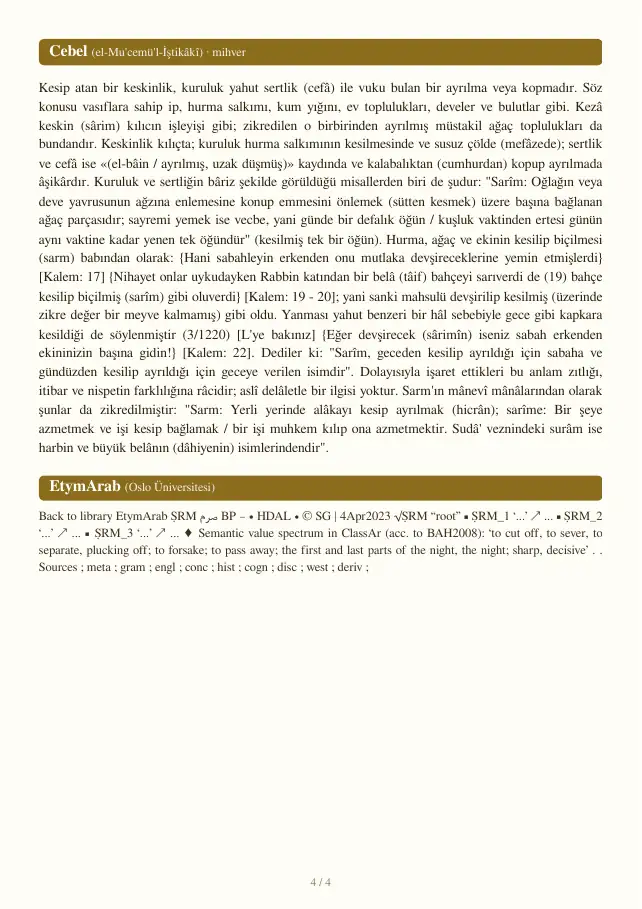 Cebel (el-Mu'cemü'l-İştikâkî) · mihver
Kesip atan bir keskinlik, kuruluk yahut sertlik (cefâ) ile vuku bulan bir ayrılma veya kopmadır. Söz
konusu vasıflara sahip ip, hurma salkımı, kum yığını, ev toplulukları, develer ve bulutlar gibi. Kezâ
keskin (sârim) kılıcın işleyişi gibi; zikredilen o birbirinden ayrılmış müstakil ağaç toplulukları da
bundandır. Keskinlik kılıçta; kuruluk hurma salkımının kesilmesinde ve susuz çölde (mefâzede); sertlik
ve cefâ ise «(el-bâin / ayrılmış, uzak düşmüş)» kaydında ve kalabalıktan (cumhurdan) kopup ayrılmada
âşikârdır. Kuruluk ve sertliğin bâriz şekilde görüldüğü misallerden biri de şudur: "Sarîm: Oğlağın veya
deve yavrusunun ağzına enlemesine konup emmesini önlemek (sütten kesmek) üzere başına bağlanan
ağaç parçasıdır; sayremi yemek ise vecbe, yani günde bir defalık öğün / kuşluk vaktinden ertesi günün
aynı vaktine kadar yenen tek öğündür" (kesilmiş tek bir öğün). Hurma, ağaç ve ekinin kesilip biçilmesi
(sarm) babından olarak: {Hani sabahleyin erkenden onu mutlaka devşireceklerine yemin etmişlerdi}
[Kalem: 17] {Nihayet onlar uykudayken Rabbin katından bir belâ (tâif) bahçeyi sarıverdi de (19) bahçe
kesilip biçilmiş (sarîm) gibi oluverdi} [Kalem: 19 - 20]; yani sanki mahsulü devşirilip kesilmiş (üzerinde
zikre değer bir meyve kalmamış) gibi oldu. Yanması yahut benzeri bir hâl sebebiyle gece gibi kapkara
kesildiği de söylenmiştir (3/1220) [L'ye bakınız] {Eğer devşirecek (sârimîn) iseniz sabah erkenden
ekininizin başına gidin!} [Kalem: 22]. Dediler ki: "Sarîm, geceden kesilip ayrıldığı için sabaha ve
gündüzden kesilip ayrıldığı için geceye verilen isimdir". Dolayısıyla işaret ettikleri bu anlam zıtlığı,
itibar ve nispetin farklılığına râcidir; aslî delâletle bir ilgisi yoktur. Sarm'ın mânevî mânâlarından olarak
şunlar da zikredilmiştir: "Sarm: Yerli yerinde alâkayı kesip ayrılmak (hicrân); sarîme: Bir şeye
azmetmek ve işi kesip bağlamak / bir işi muhkem kılıp ona azmetmektir. Sudâ' veznindeki surâm ise
harbin ve büyük belânın (dâhiyenin) isimlerindendir".
EtymArab (Oslo Üniversitesi)
Back to library EtymArab ṢRM صرم BP – • HDAL • © SG | 4Apr2023 √ṢRM “root” ▪ ṢRM_1 ‘...’ ↗ ... ▪ ṢRM_2
‘...’ ↗ ... ▪ ṢRM_3 ‘...’ ↗ ... ♦ Semantic value spectrum in ClassAr (acc. to BAH2008): ‘to cut off, to sever, to
separate, plucking off; to forsake; to pass away; the first and last parts of the night, the night; sharp, decisive’ . .
Sources ; meta ; gram ; engl ; conc ; hist ; cogn ; disc ; west ; deriv ;
4 / 4